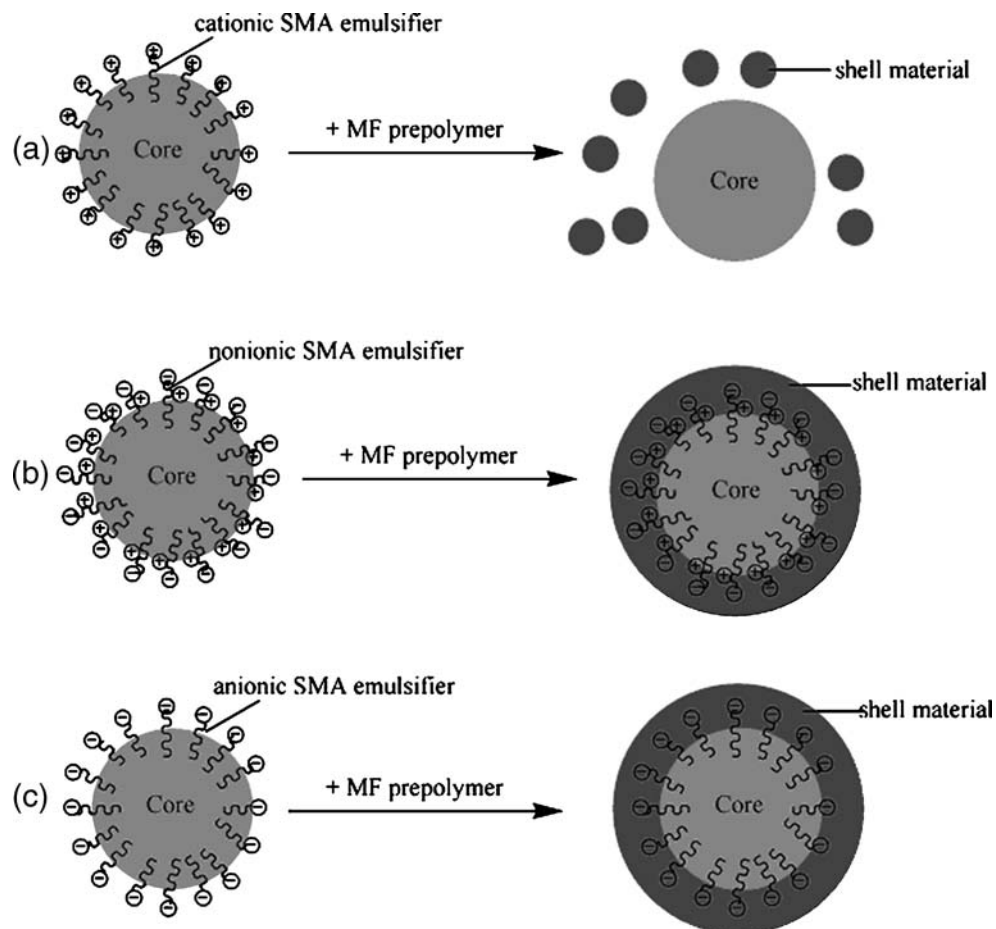 cationic SMA emulsifier
shell material
(a)
Core
+ MF prepolymer
Core
nonionic SMA emulsifier
shell material
(b)
Core
+ MF prepolymer
Core
anionic SMA emulsifier
shell material
(c)
Core
+ MF prepolymer
Core